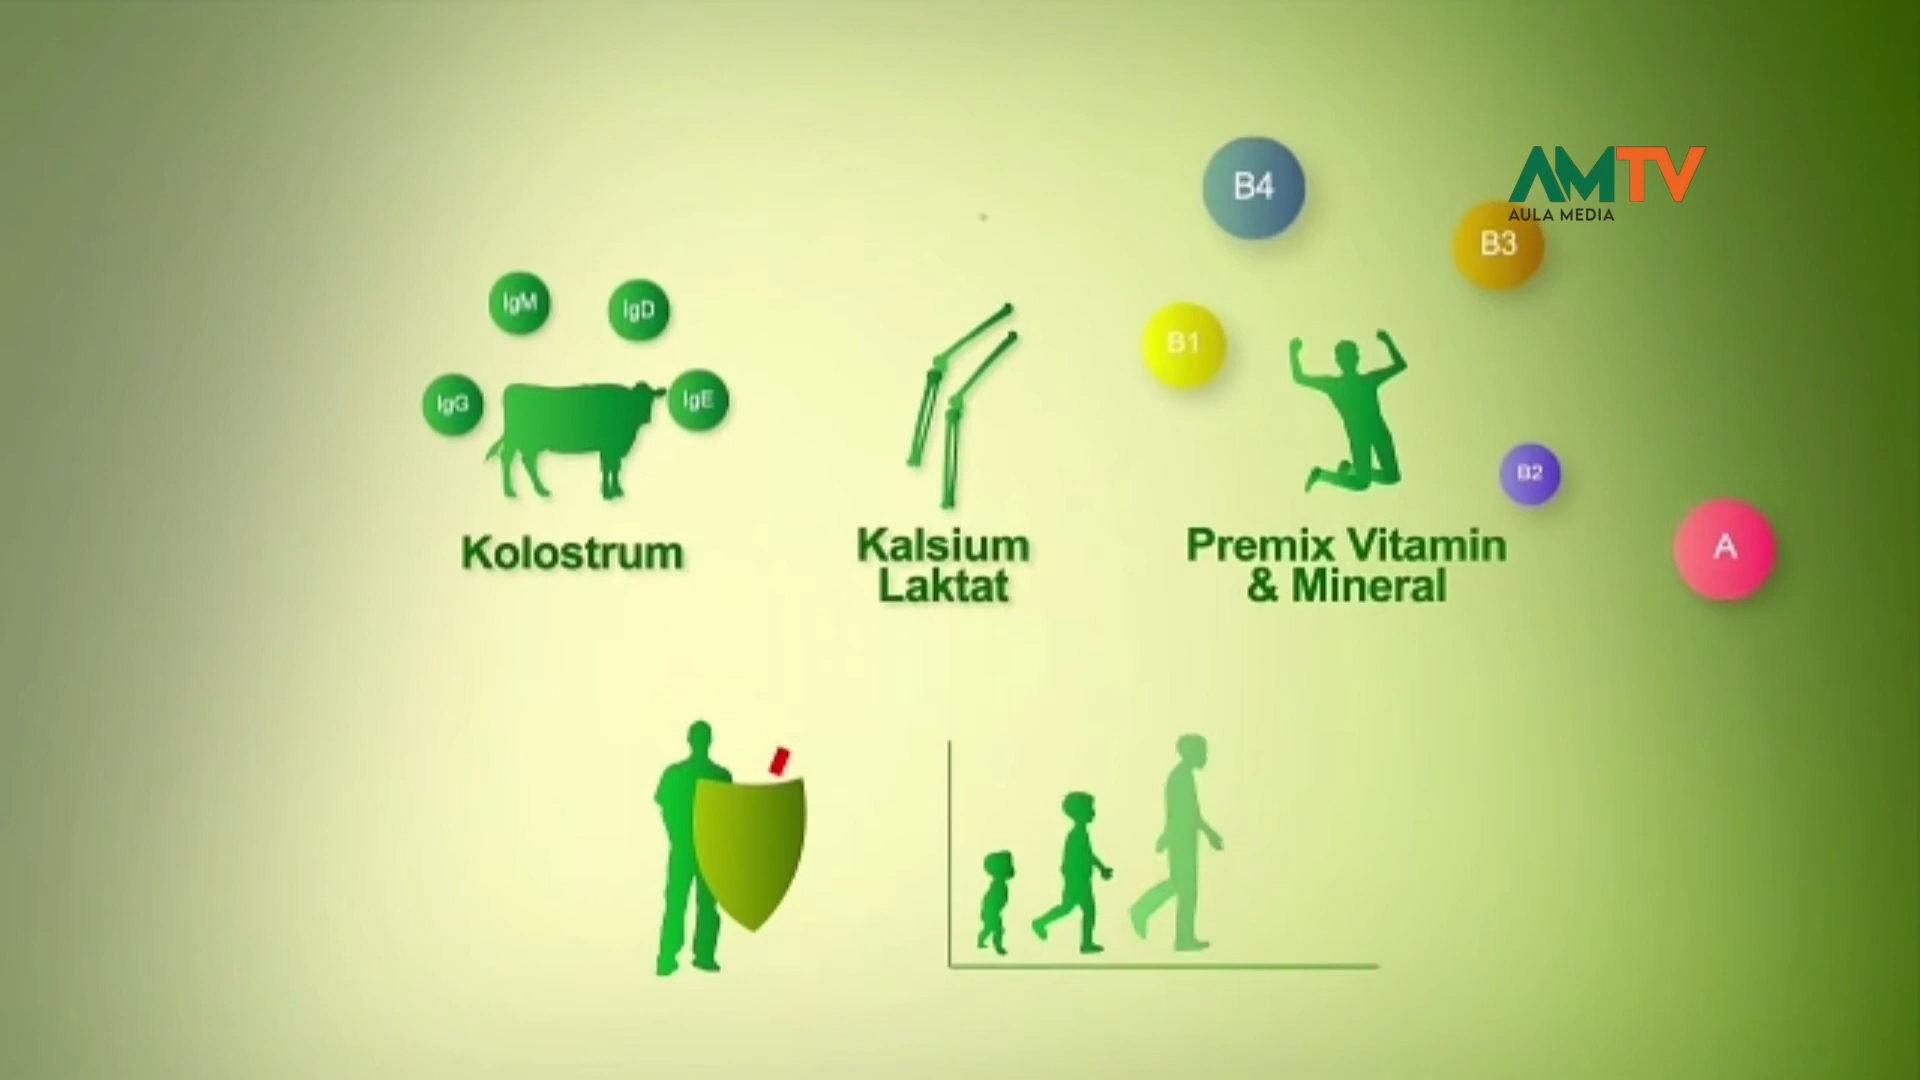 AMTV
AULA MEDIA
B4
B3
IgM
IgD
B1
IgG
IgE
B2
Kolostrum
Kalsium
Laktat
Premix Vitamin
& Mineral
A